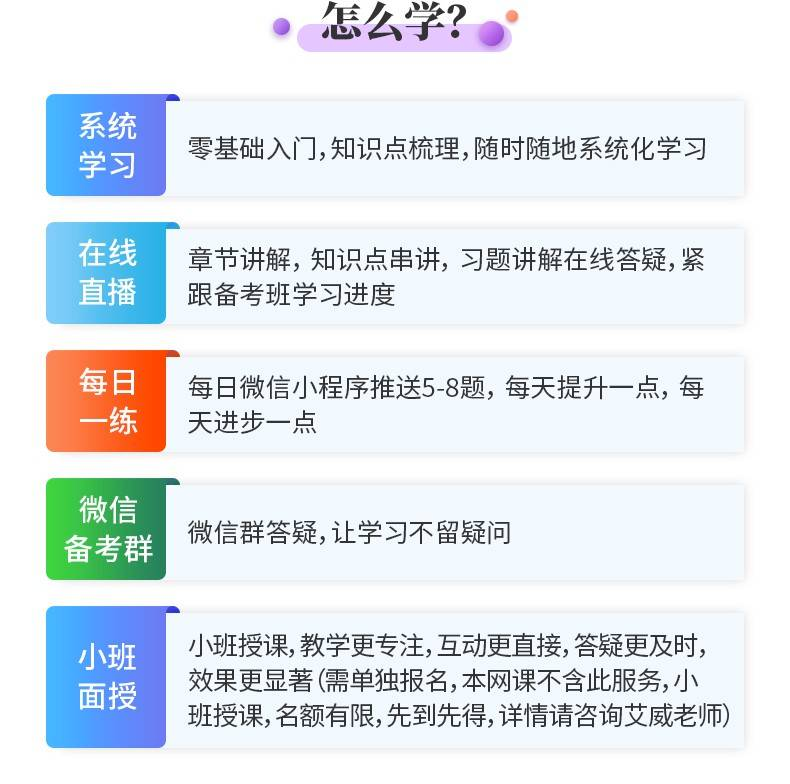 怎么学?
系统
学习
零基础入门,知识点梳理,随时随地系统化学习
在线
直播
章节讲解, 知识点串讲, 习题讲解在线答疑,紧
跟备考班学习进度
每日
一练
每日微信小程序推送5-8题, 每天提升一点, 每
天进步一点
微信
备考群
微信群答疑,让学习不留疑问
小班
面授
小班授课,教学更专注,互动更直接,答疑更及时,
效果更显著(需单独报名,本网课不含此服务,小
班授课,名额有限,先到先得,详情请咨询艾威老师)